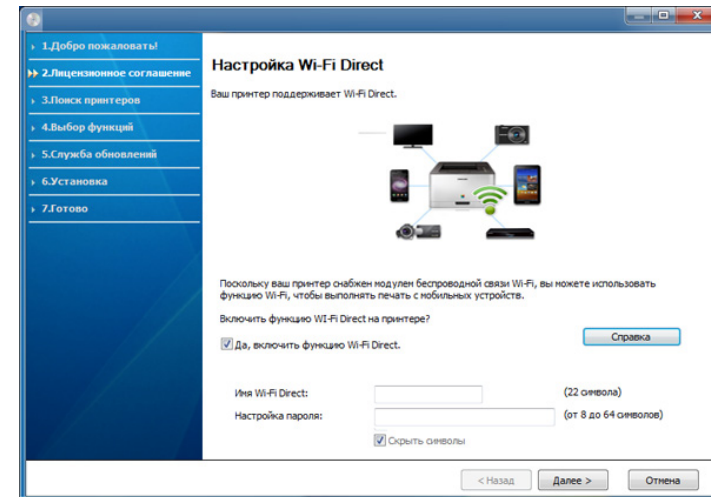 1.Добро пожаловать!
2.Лицензионное соглашение
3.Поиск принтеров
4.Выбор функций
5.Служба обновлений
6.Установка
7.Готово
Настройка Wi-Fi Direct
Ваш принтер поддерживает Wi-Fi Direct.
Поскольку ваш принтер снабжен модулем беспроводной связи Wi-Fi, вы можете использовать
функцию Wi-Fi, чтобы выполнять печать с мобильных устройств.
Включить функцию WI-Fi Direct на принтере?
Да, включить функцию Wi-Fi Direct.
Справка
Имя Wi-Fi Direct:
(22 символа)
Настройка пароля:
(от 8 до 64 символов)
Скрыть символы
< Назад
Далее >
Отмена